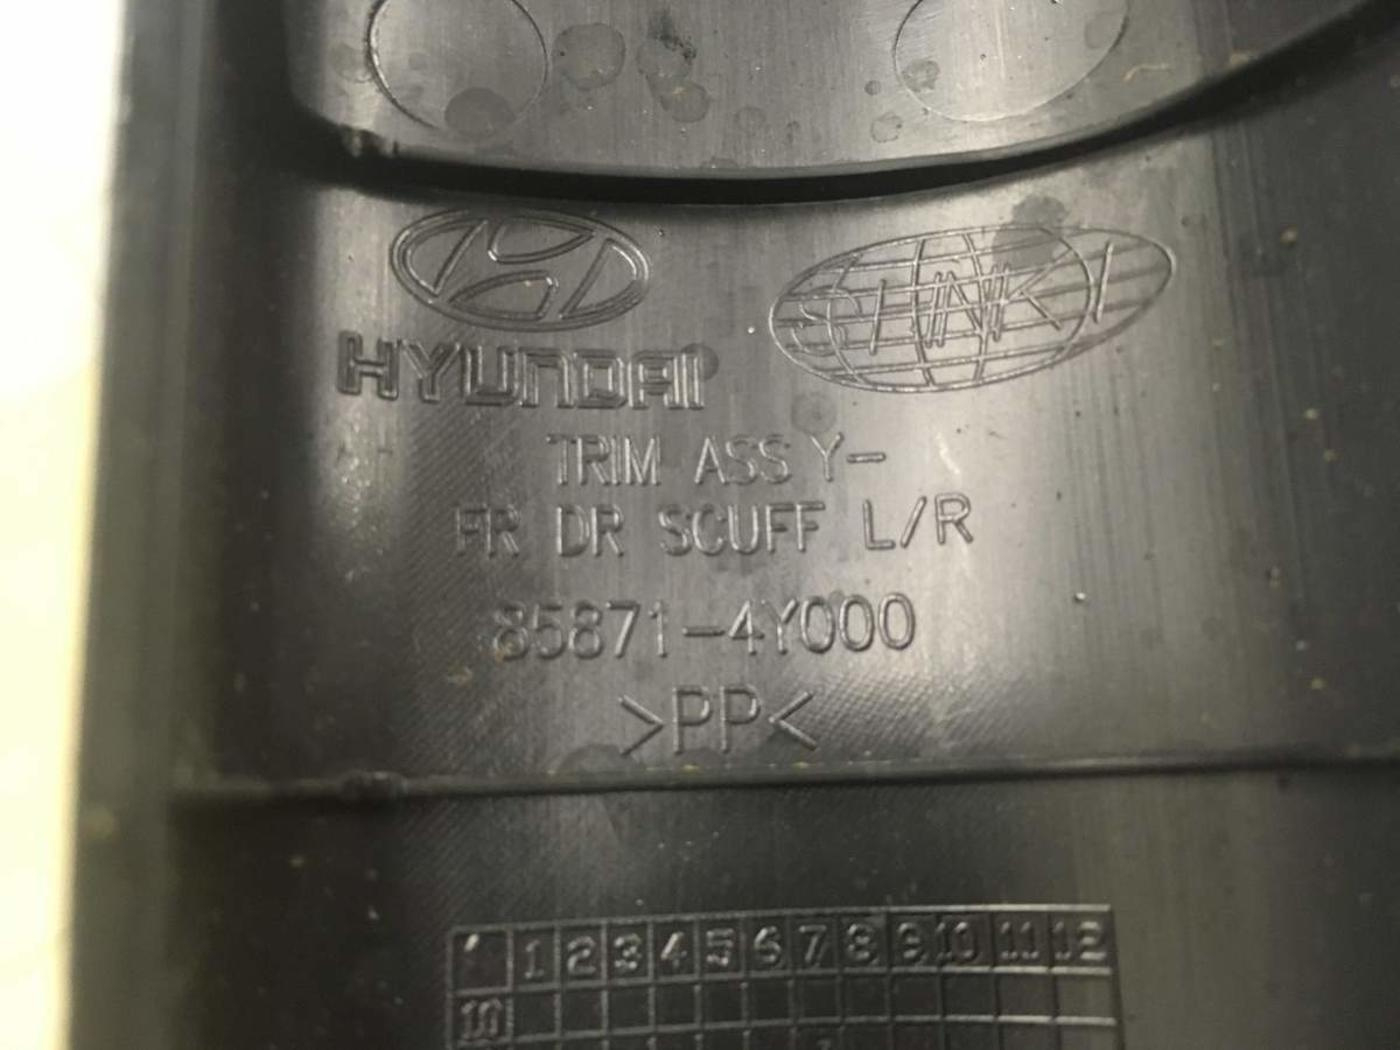 HYUNDAI
TRIM ASS Y-
FR DR SCUFF L/R
85871-4Y000
>PP<
1 2 3 4 5 6 7 8 9 10 11 12
10